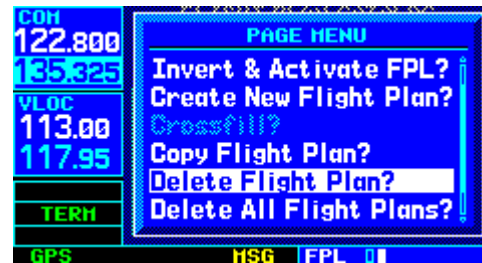 COM
122.800
135.325
VLOC
113.00
117.95
TERM
GPS
PAGE MENU
Invert & Activate FPL?
Create New Flight Plan?
Crossfill?
Copy Flight Plan?
Delete Flight Plan?
Delete All Flight Plans?
MSG
FPL